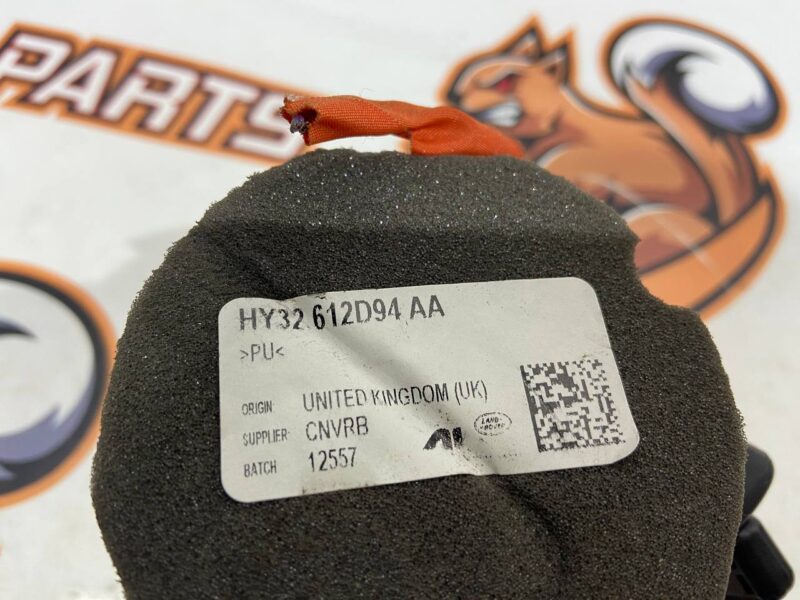 PARTS
HY32 612D94 AA
>PU<
ORIGIN UNITED KINGDOM (UK)
SUPPLIER: CNVRB
BATCH 12557
LAND-
ROVER